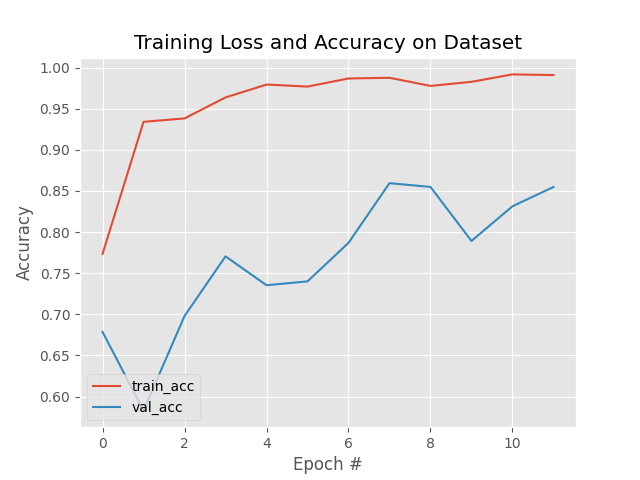 Training Loss and Accuracy on Dataset
1.00
0.95
0.90
0.85
0.80
0.75
0.70
0.65
0.60
Accuracy
train_acc
val_acc
0 2 4 6 8 10
Epoch #